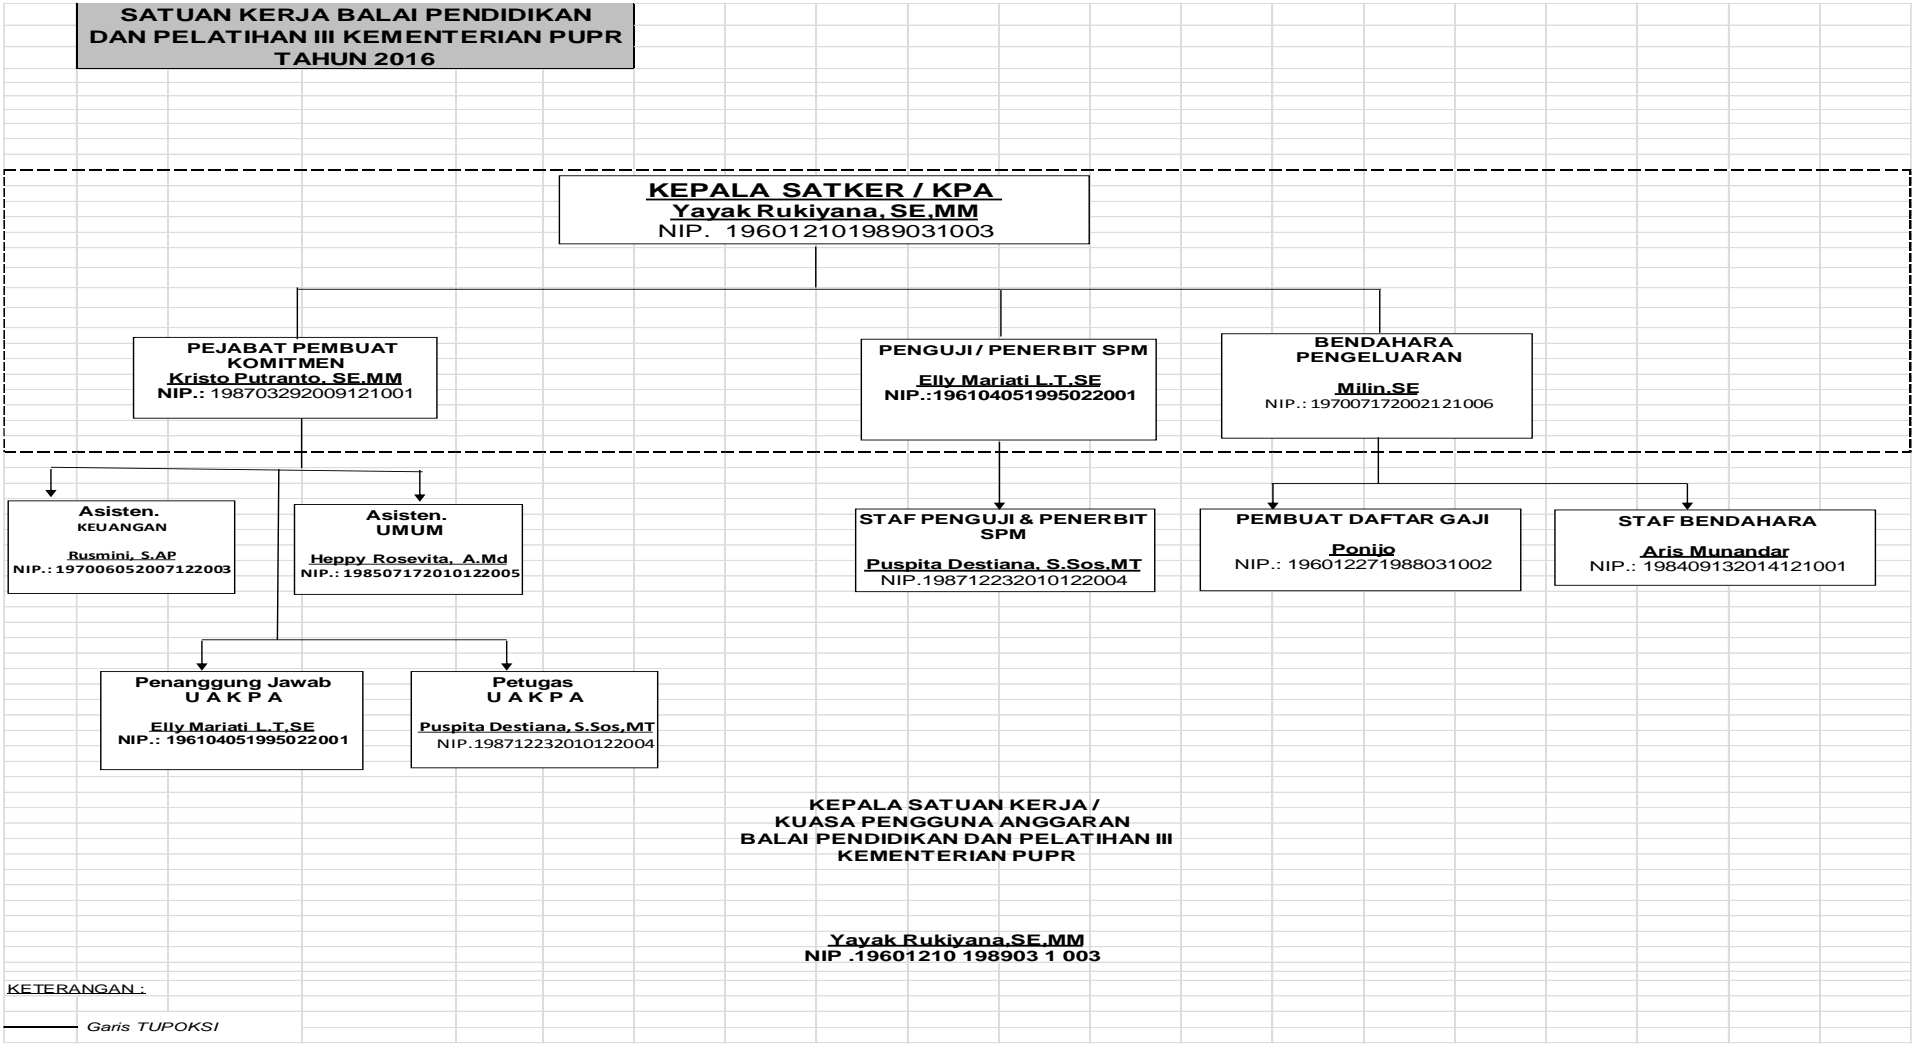 SATUAN KERJA BALAI PENDIDIKAN
DAN PELATIHAN III KEMENTERIAN PUPR
TAHUN 2016
KEPALA SATKER / KPA
Yayak Rukiyana, SE,MM
NIP. 196012101989031003
PEJABAT PEMBUAT
KOMITMEN
Kristo Putranto, SE,MM
NIP.: 198703292009121001
PENGUJI / PENERBIT SPM
Elly Mariati L.T.SE
NIP.:196104051995022001
BENDAHARA
PENGELUARAN
Milin,SE
NIP.: 197007172002121006
Asisten.
KEUANGAN
Rusmini, S.AP
NIP.: 197006052007122003
Asisten.
UMUM
Heppy Rosevita, A.Md
NIP.: 198507172010122005
STAF PENGUJI & PENERBIT
SPM
Puspita Destiana, S.Sos,MT
NIP.198712232010122004
PEMBUAT DAFTAR GAJI
Ponijo
NIP.: 196012271988031002
STAF BENDAHARA
Aris Munandar
NIP.: 198409132014121001
Penanggung Jawab
U A K P A
Elly Mariati L.T,SE
NIP.: 196104051995022001
Petugas
U A K P A
Puspita Destiana, S.Sos,MT
NIP.198712232010122004
KEPALA SATUAN KERJA /
KUASA PENGGUNA ANGGARAN
BALAI PENDIDIKAN DAN PELATIHAN III
KEMENTERIAN PUPR
Yayak Rukiyana,SE,MM
NIP .19601210 198903 1 003
KETERANGAN :
Garis TUPOKSI